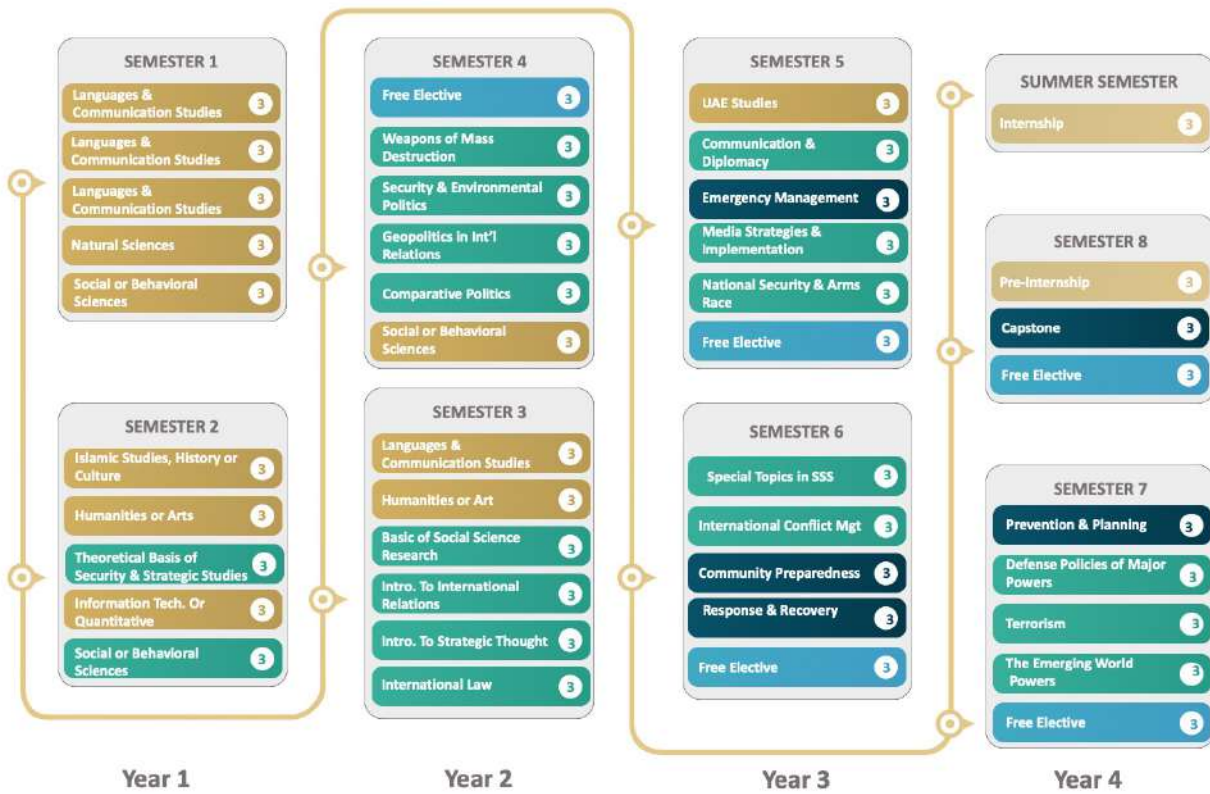 SEMESTER 1
Languages &
Communication Studies
3
Languages &
Communication Studies
3
Languages &
Communication Studies
3
Natural Sciences
3
Social or Behavioral
Sciences
3
SEMESTER 2
Islamic Studies, History or
Culture
3
Humanities or Arts
3
Theoretical Basis of
Security & Strategic Studies
3
Information Tech. Or
Quantitative
3
Social or Behavioral
Sciences
3
Year 1
SEMESTER 4
Free Elective
3
Weapons of Mass
Destruction
3
Security & Environmental
Politics
3
Geopolitics in Int'l
Relations
3
Comparative Politics
3
Social or Behavioral
Sciences
3
SEMESTER 3
Languages &
Communication Studies
3
Humanities or Art
3
Basic of Social Science
Research
3
Intro. To International
Relations
3
Intro. To Strategic Thought
3
International Law
3
Year 2
SEMESTER 5
UAE Studies
3
Communication &
Diplomacy
3
Emergency Management
3
Media Strategies &
Implementation
3
National Security & Arms
Race
3
Free Elective
3
SEMESTER 6
Special Topics in SSS
3
International Conflict Mgt
3
Community Preparedness
3
Response & Recovery
3
Free Elective
3
Year 3
SUMMER SEMESTER
Internship
3
SEMESTER 8
Pre-Internship
3
Capstone
3
Free Elective
3
SEMESTER 7
Prevention & Planning
3
Defense Policies of Major
Powers
3
Terrorism
3
The Emerging World
Powers
3
Free Elective
3
Year 4